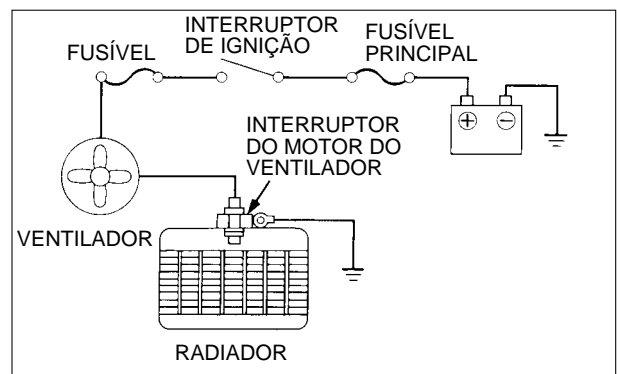 FUSÍVEL
INTERRUPTOR
DE IGNIÇÃO
FUSÍVEL
PRINCIPAL
INTERRUPTOR
DO MOTOR DO
VENTILADOR
VENTILADOR
RADIADOR